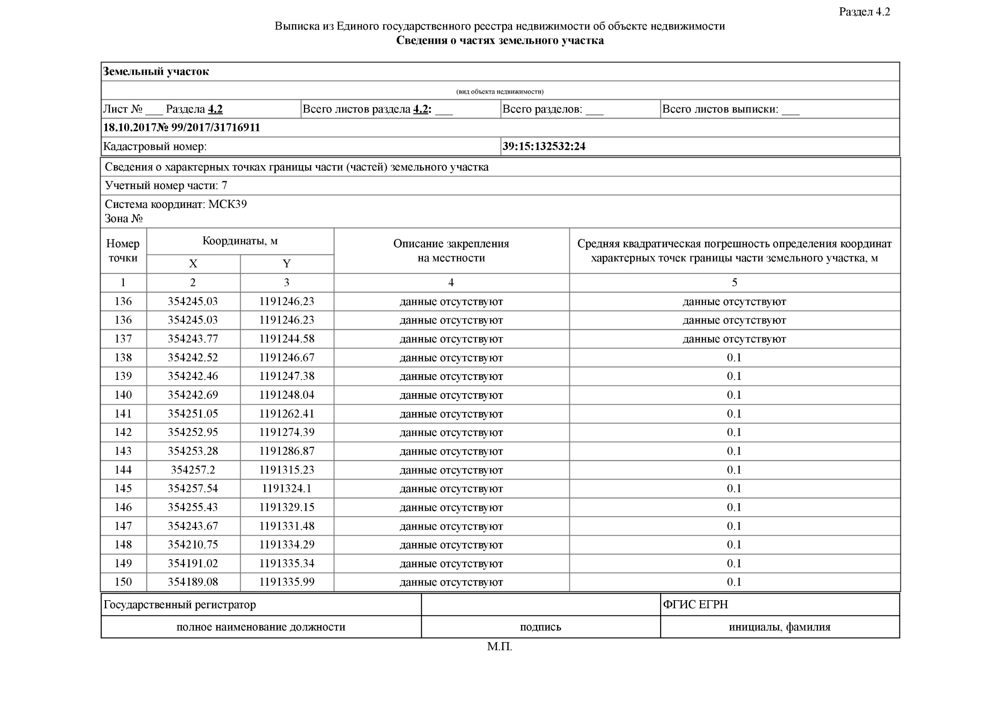 Раздел 4.2
Выписка из Единого государственного реестра недвижимости об объекте недвижимости
Сведения о частях земельного участка
Земельный участок
(вид объекта недвижимости)
Лист № ___ Раздела 4.2 Всего листов раздела 4.2: ___ Всего разделов: ___ Всего листов выписки: ___
18.10.2017№ 99/2017/31716911
Кадастровый номер: 39:15:132532:24
Сведения о характерных точках границы части (частей) земельного участка
Учетный номер части: 7
Система координат: МСК39
Зона №
Номер точки Координаты, м Описание закрепления на местности Средняя квадратическая погрешность определения координат характерных точек границы части земельного участка, м
X Y
1 2 3 4 5
136 354245.03 1191246.23 данные отсутствуют данные отсутствуют
136 354245.03 1191246.23 данные отсутствуют данные отсутствуют
137 354243.77 1191244.58 данные отсутствуют данные отсутствуют
138 354242.52 1191246.67 данные отсутствуют 0.1
139 354242.46 1191247.38 данные отсутствуют 0.1
140 354242.69 1191248.04 данные отсутствуют 0.1
141 354251.05 1191262.41 данные отсутствуют 0.1
142 354252.95 1191274.39 данные отсутствуют 0.1
143 354253.28 1191286.87 данные отсутствуют 0.1
144 354257.2 1191315.23 данные отсутствуют 0.1
145 354257.54 1191324.1 данные отсутствуют 0.1
146 354255.43 1191329.15 данные отсутствуют 0.1
147 354243.67 1191331.48 данные отсутствуют 0.1
148 354210.75 1191334.29 данные отсутствуют 0.1
149 354191.02 1191335.34 данные отсутствуют 0.1
150 354189.08 1191335.99 данные отсутствуют 0.1
Государственный регистратор ФГИС ЕГРН
полное наименование должности подпись инициалы, фамилия
М.П.